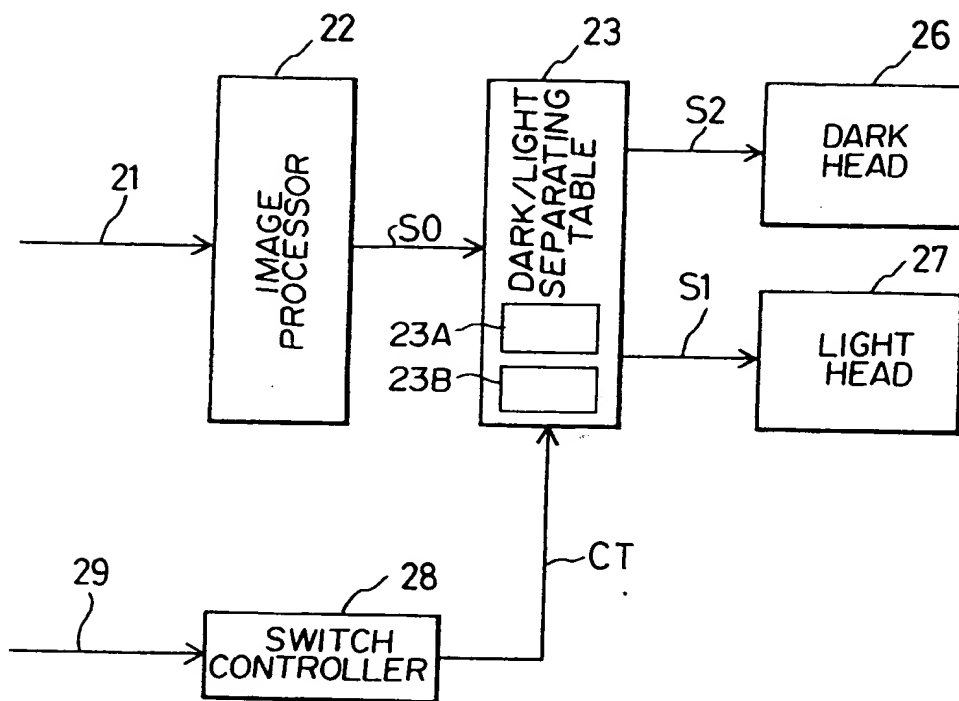 22
23
26
21
IMAGE
PROCESSOR
S0
DARK/LIGHT
SEPARATING
TABLE
23A
23B
S2
DARK
HEAD
S1
27
LIGHT
HEAD
CT
29
28
SWITCH
CONTROLLER